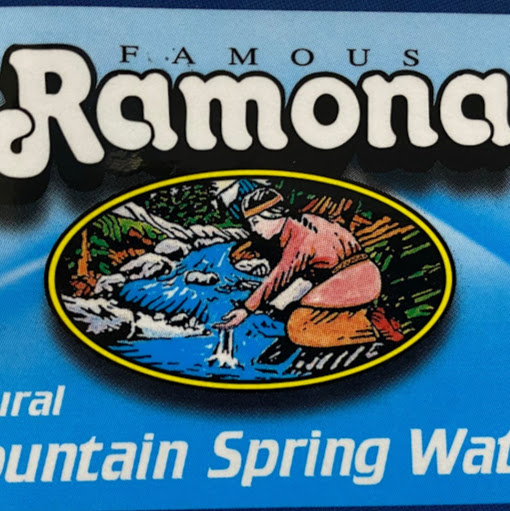 FAMOUS
Ramona
ural
ountain Spring Wat